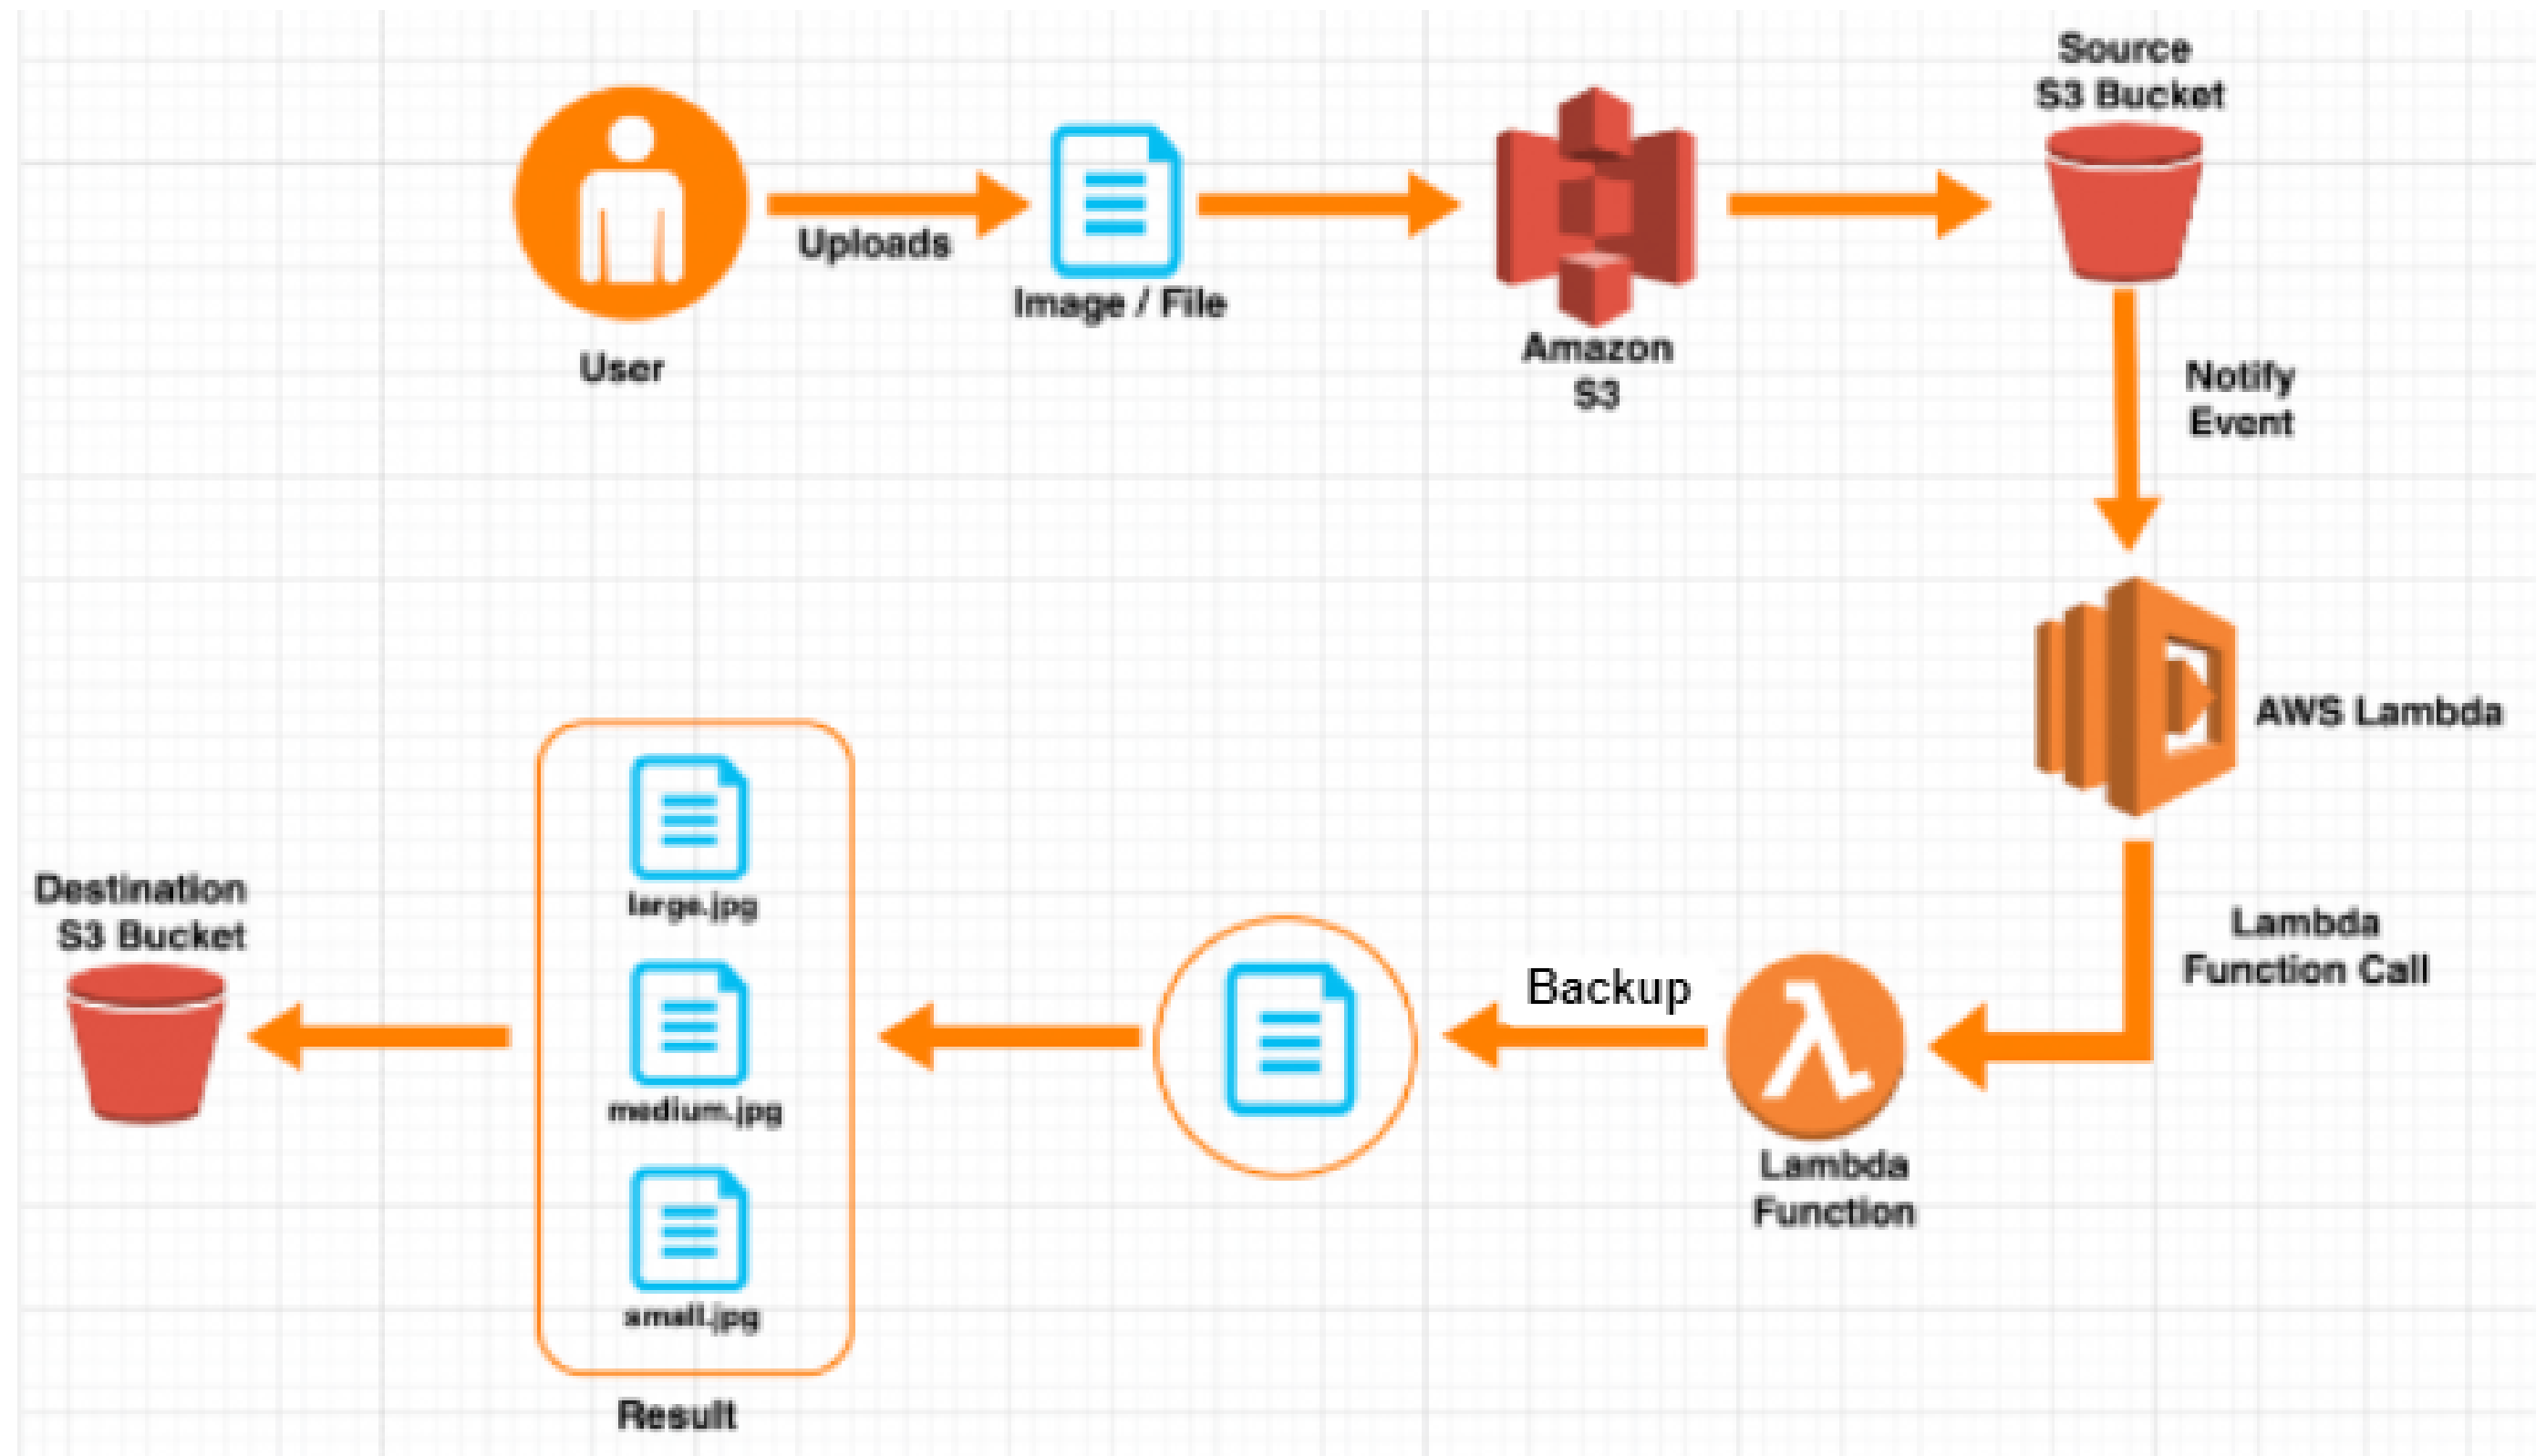 Source
S3 Bucket
Uploads
Image / File
User
Amazon
S3
Notify
Event
AWS Lambda
Lambda
Function Call
Backup
Lambda
Function
large.jpg
medium.jpg
small.jpg
Result
Destination
S3 Bucket